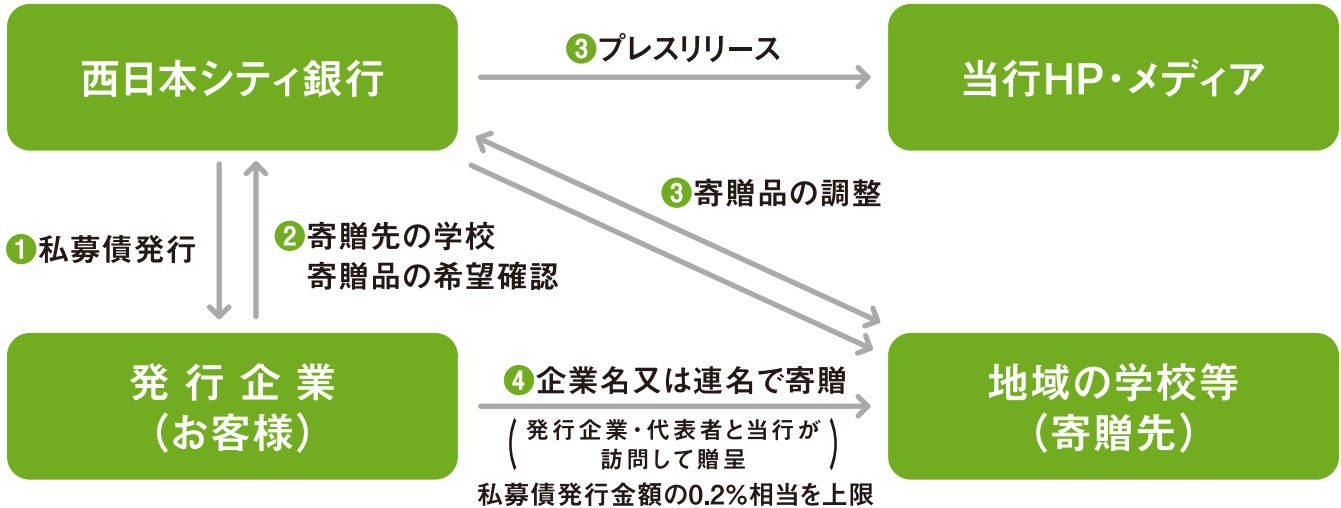 西日本シティ銀行
❸プレスリリース
当行HP・メディア
❸寄贈品の調整
❶私募債発行
❷寄贈先の学校
寄贈品の希望確認
発行企業
（お客様）
❹企業名又は連名で寄贈
（発行企業・代表者と当行が
訪問して贈呈）
私募債発行金額の0.2%相当を上限
地域の学校等
（寄贈先）